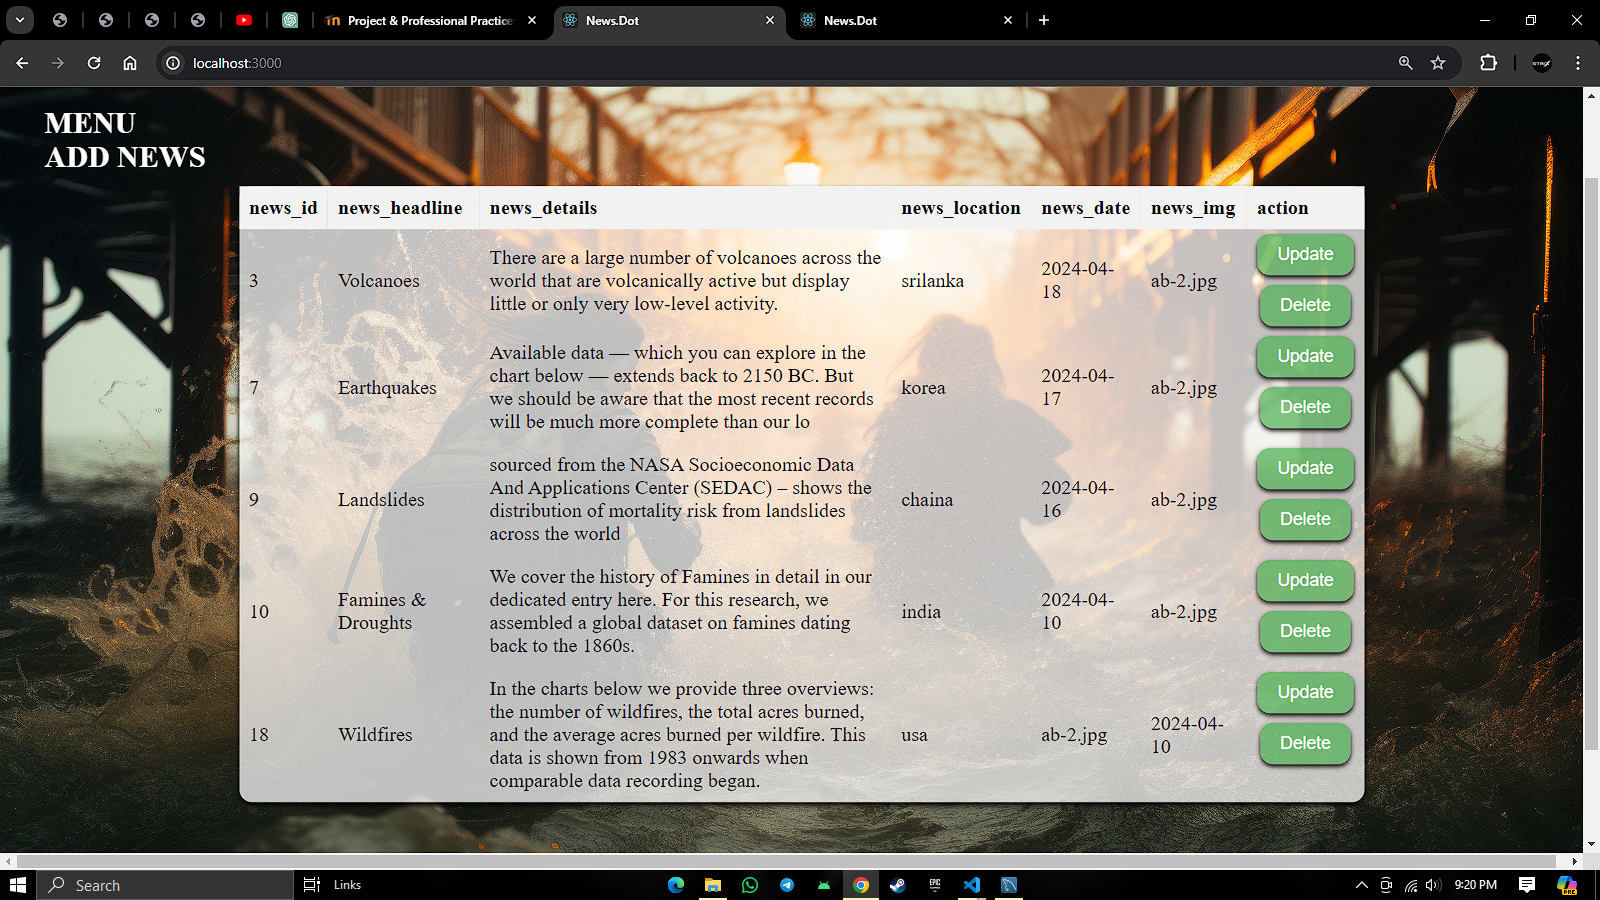 Project & Professional Practice
News.Dot
News.Dot
localhost:3000
MENU
ADD NEWS
news_id news_headline news_details news_location news_date news_img action
3 Volcanoes There are a large number of volcanoes across the srilanka 2024-04- ab-2.jpg Update
world that are volcanically active but display 18
little or only very low-level activity. Delete
Available data — which you can explore in the Update
7 Earthquakes chart below — extends back to 2150 BC. But korea 2024-04- ab-2.jpg
we should be aware that the most recent records 17 Delete
will be much more complete than our lo
sourced from the NASA Socioeconomic Data Update
9 Landslides And Applications Center (SEDAC) – shows the chaina 2024-04- ab-2.jpg
distribution of mortality risk from landslides 16 Delete
across the world
We cover the history of Famines in detail in our Update
10 Famines & dedicated entry here. For this research, we india 2024-04- ab-2.jpg
Droughts assembled a global dataset on famines dating 10 Delete
back to the 1860s.
In the charts below we provide three overviews: Update
the number of wildfires, the total acres burned,
18 Wildfires and the average acres burned per wildfire. This usa ab-2.jpg 2024-04- Delete
data is shown from 1983 onwards when 10
comparable data recording began.
Search Links EPIC 9:20 PM PRE